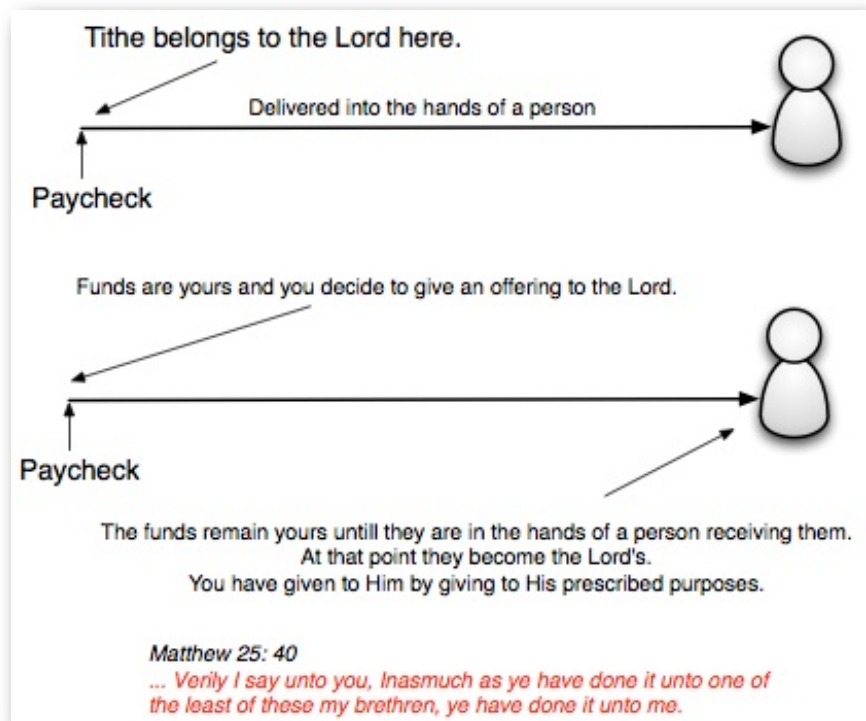 Tithe belongs to the Lord here.
Delivered into the hands of a person
Paycheck
Funds are yours and you decide to give an offering to the Lord.
Paycheck
The funds remain yours untill they are in the hands of a person receiving them.
At that point they become the Lord's.
You have given to Him by giving to His prescribed purposes.
Matthew 25: 40
... Verily I say unto you, Inasmuch as ye have done it unto one of
the least of these my brethren, ye have done it unto me.